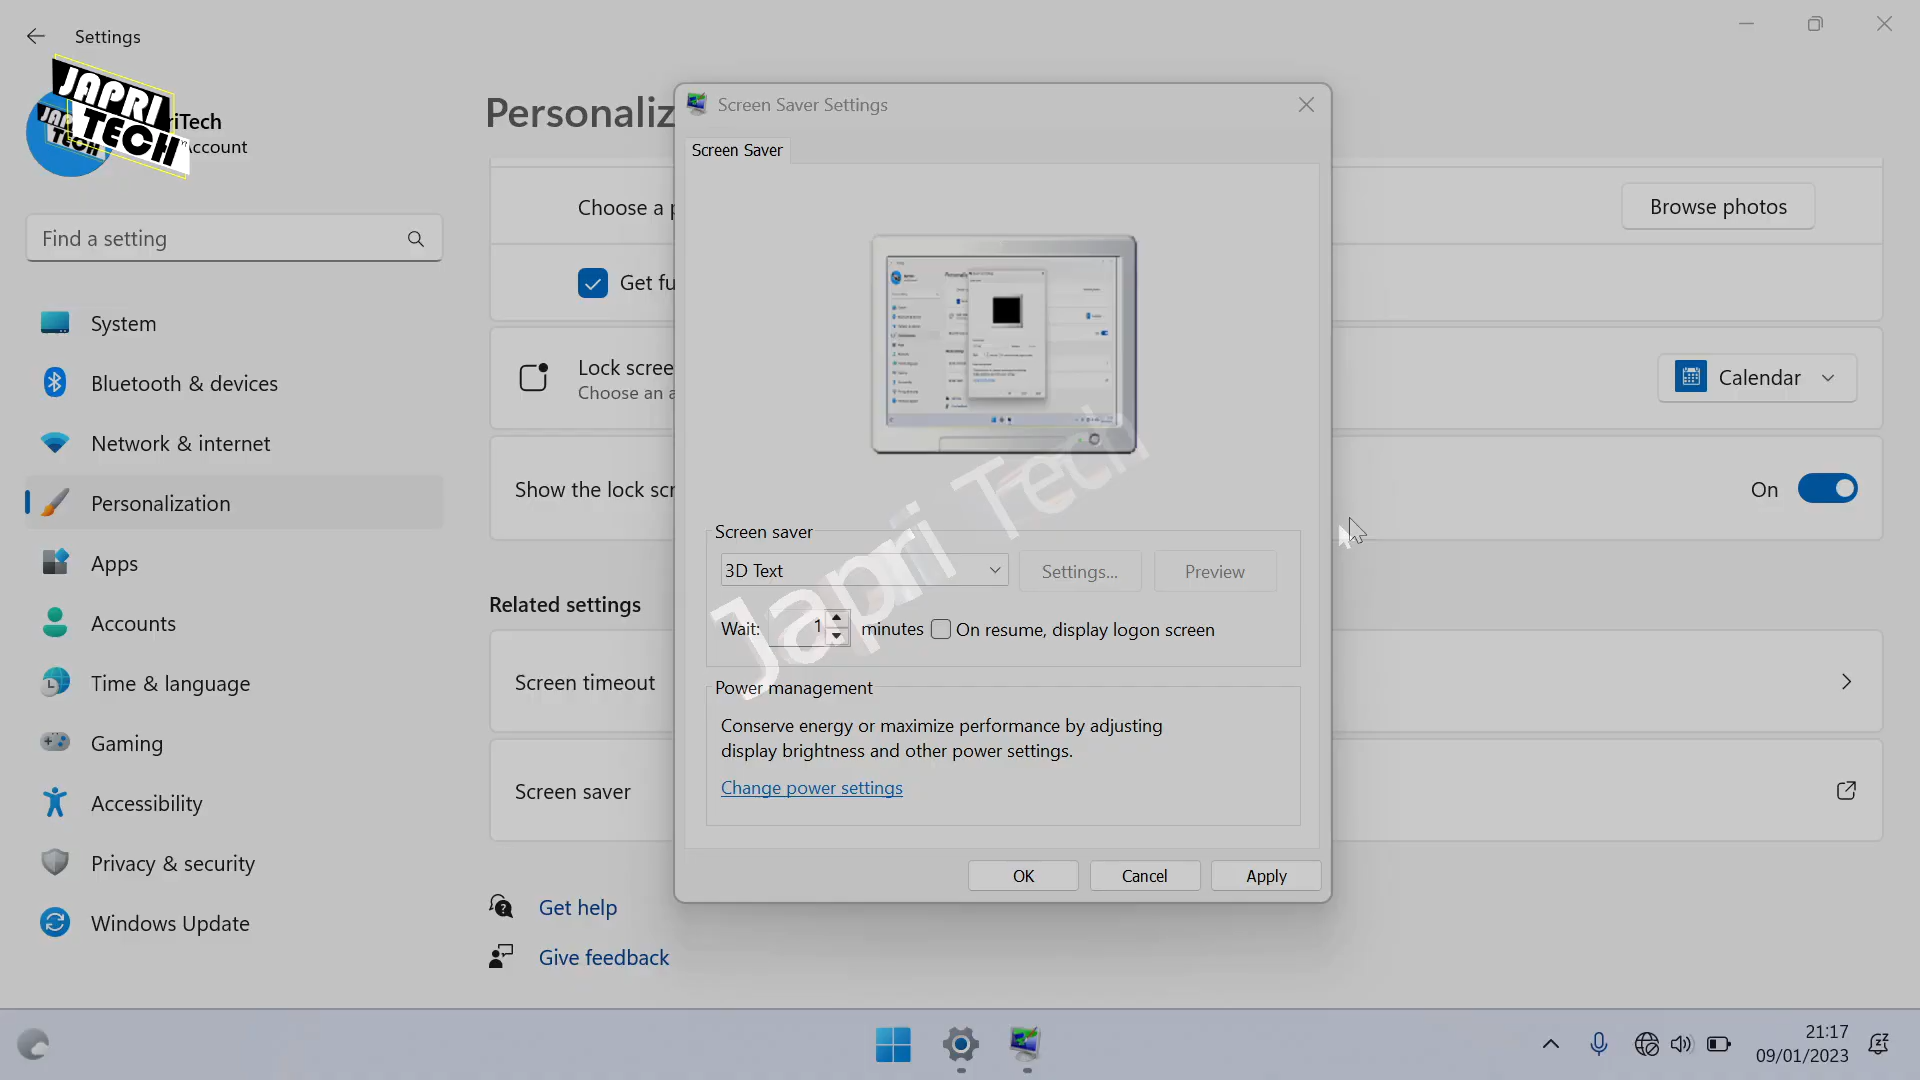 Settings
JAPRI
TECH
riTech
Account
Find a setting
System
Bluetooth & devices
Network & internet
Personalization
Apps
Accounts
Time & language
Gaming
Accessibility
Privacy & security
Windows Update
Personaliz
Choose a p
Browse photos
Get fu
Lock scree
Choose an a
Calendar
Show the lock scr
On
Related settings
Screen timeout
Screen saver
Get help
Give feedback
Screen Saver Settings
Screen Saver
Japri Tech
Screen saver
3D Text
Settings...
Preview
Wait: 1 minutes On resume, display logon screen
Power management
Conserve energy or maximize performance by adjusting
display brightness and other power settings.
Change power settings
OK
Cancel
Apply
21:17
09/01/2023